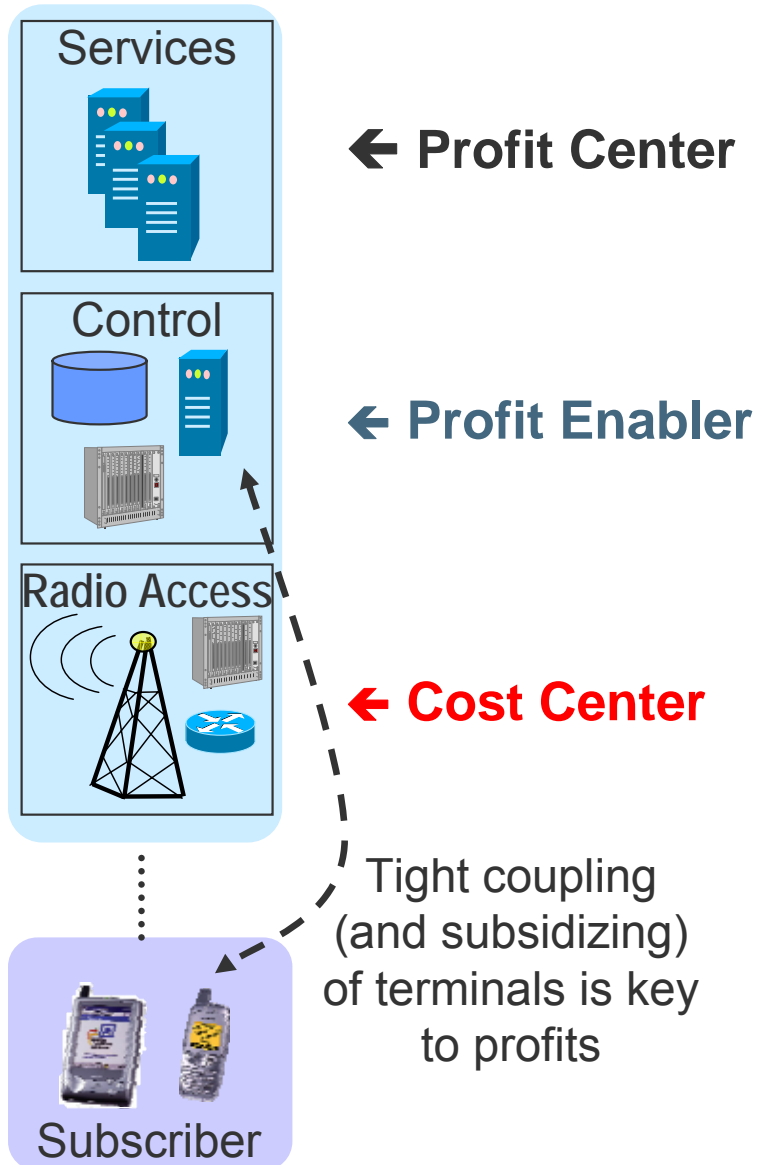 Services
← Profit Center
Control
← Profit Enabler
Radio Access
← Cost Center
Tight coupling
(and subsidizing)
of terminals is key
to profits
Subscriber